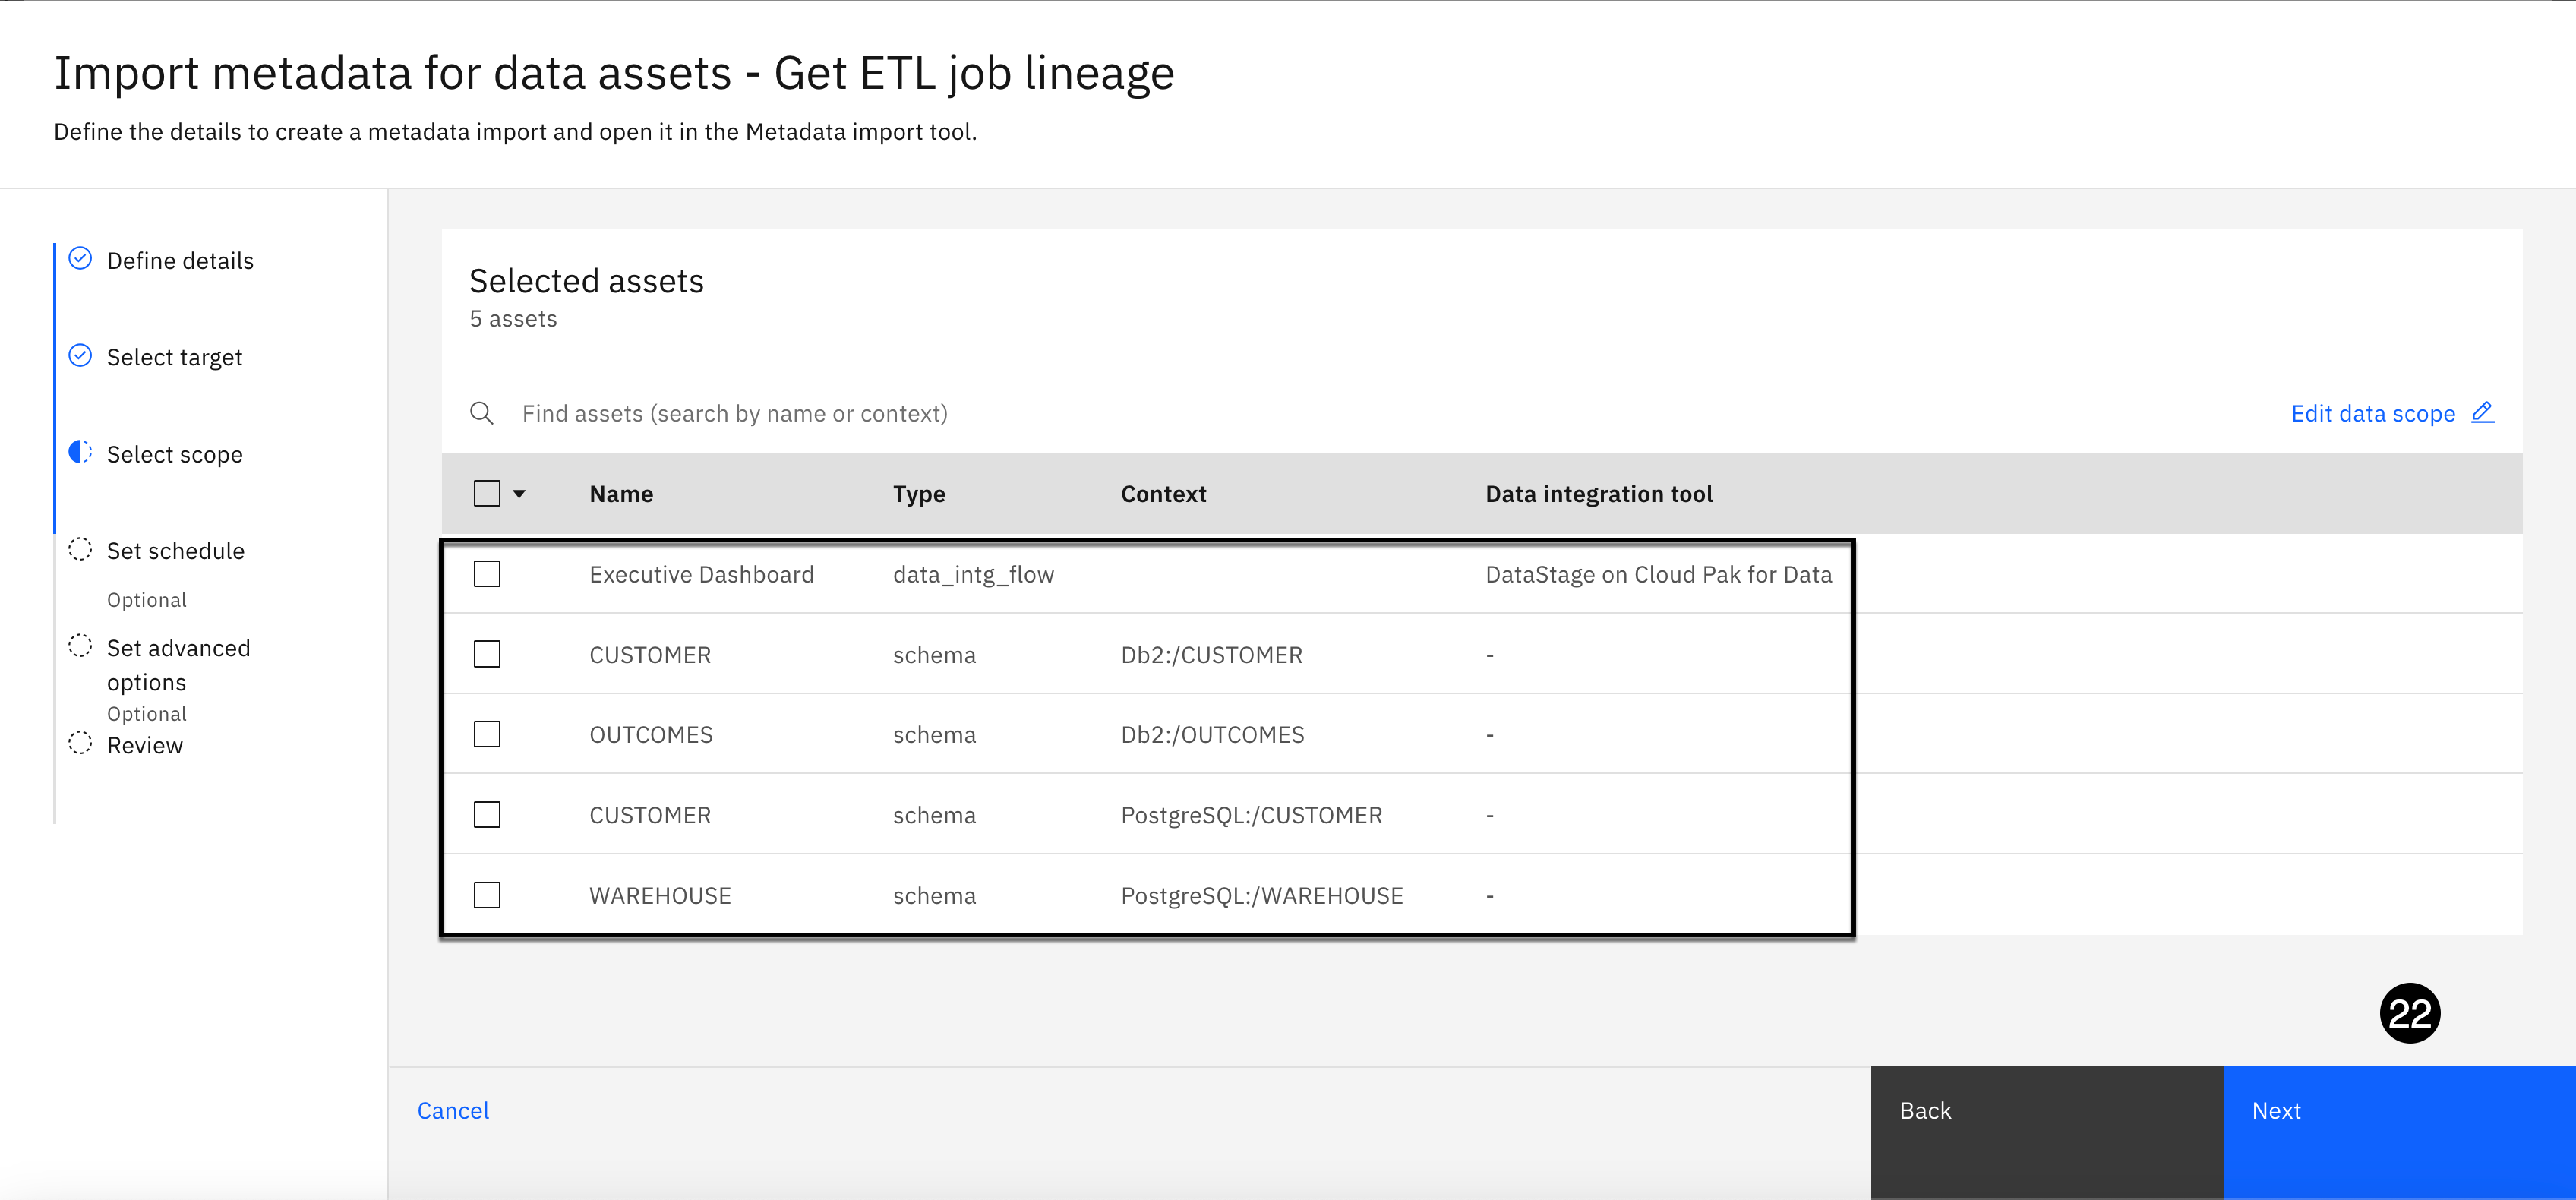 Import metadata for data assets - Get ETL job lineage
Define the details to create a metadata import and open it in the Metadata import tool.
Define details
Select target
Select scope
Set schedule
Optional
Set advanced
options
Optional
Review
Selected assets
5 assets
Find assets (search by name or context)
Edit data scope
Name Type Context Data integration tool
Executive Dashboard data_intg_flow DataStage on Cloud Pak for Data
CUSTOMER schema Db2:/CUSTOMER -
OUTCOMES schema Db2:/OUTCOMES -
CUSTOMER schema PostgreSQL:/CUSTOMER -
WAREHOUSE schema PostgreSQL:/WAREHOUSE -
22
Cancel Back Next